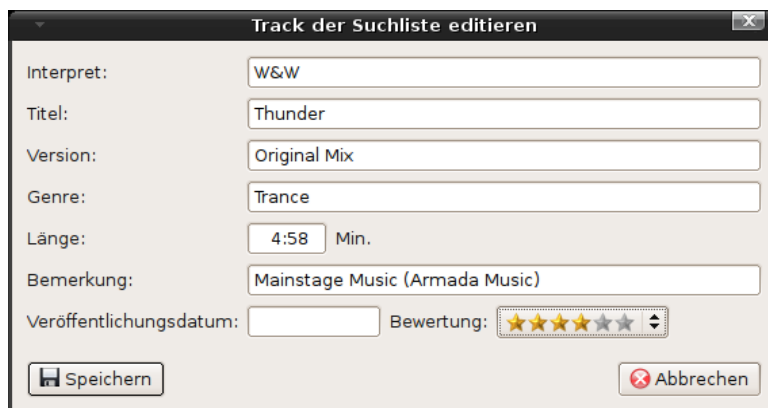 Track der Suchliste editieren
Interpret: W&W
Titel: Thunder
Version: Original Mix
Genre: Trance
Länge: 4:58 Min.
Bemerkung: Mainstage Music (Armada Music)
Veröffentlichungsdatum: Bewertung:
Speichern Abbrechen